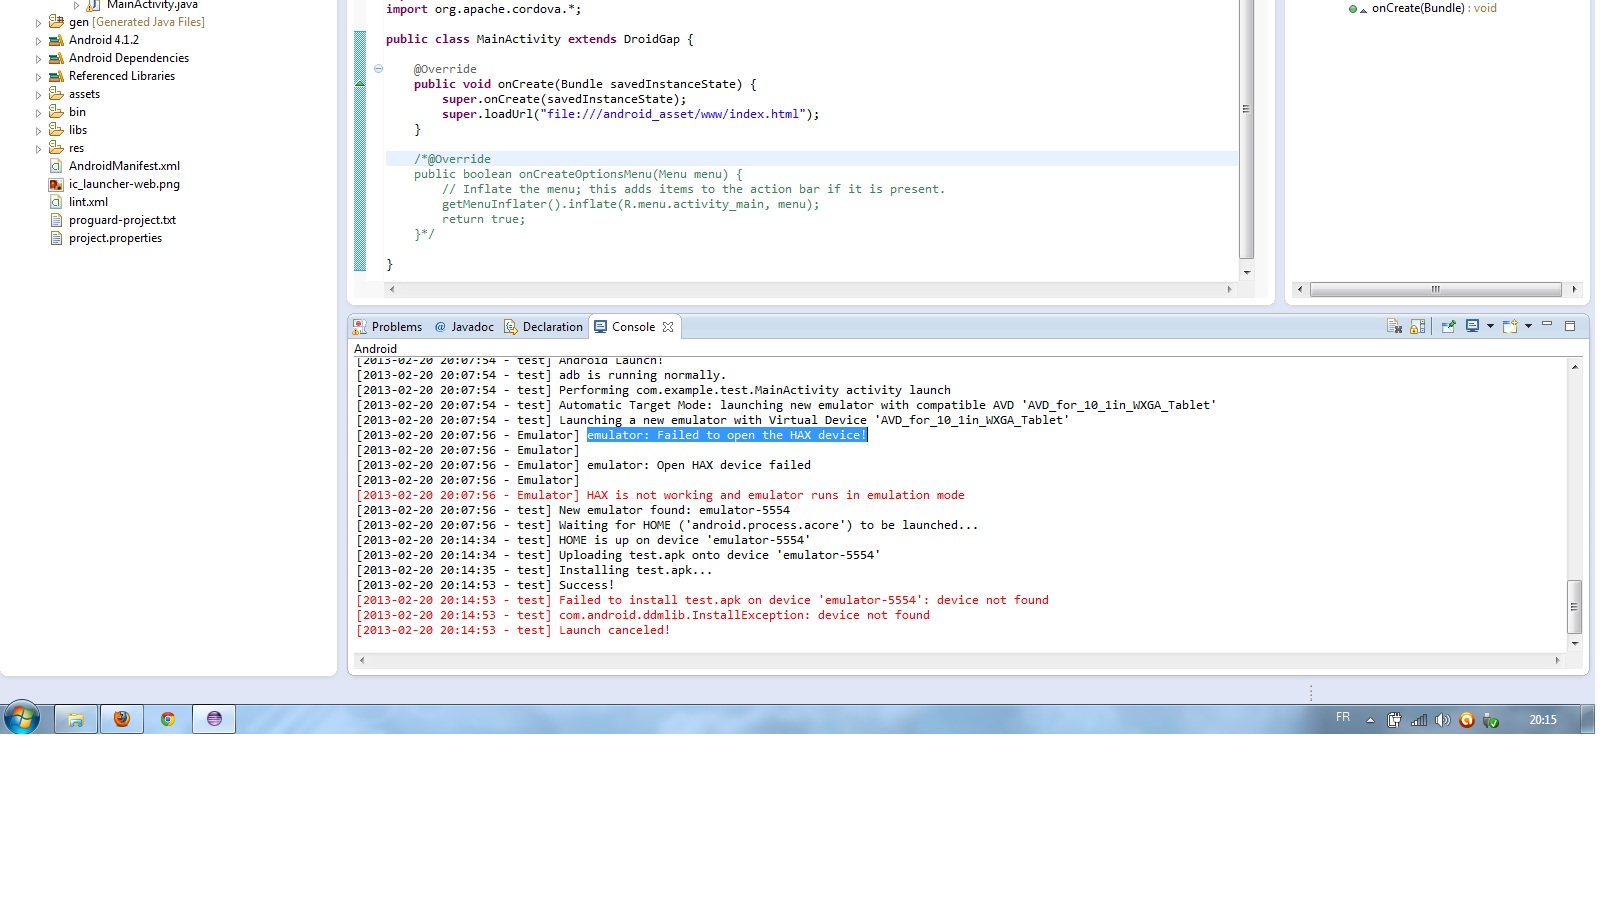 MainActivity.java
gen [Generated Java Files]
Android 4.1.2
Android Dependencies
Referenced Libraries
assets
bin
libs
res
AndroidManifest.xml
ic_launcher-web.png
lint.xml
proguard-project.txt
project.properties
import org.apache.cordova.*;
public class MainActivity extends DroidGap {
@Override
public void onCreate(Bundle savedInstanceState) {
super.onCreate(savedInstanceState);
super.loadUrl("file:///android_asset/www/index.html");
}
/*@Override
public boolean onCreateOptionsMenu(Menu menu) {
// Inflate the menu; this adds items to the action bar if it is present.
getMenuInflater().inflate(R.menu.activity_main, menu);
return true;
}*/
}
onCreate(Bundle) : void
Problems @ Javadoc Declaration Console
Android
[2013-02-20 20:07:54 - test] Android Launch!
[2013-02-20 20:07:54 - test] adb is running normally.
[2013-02-20 20:07:54 - test] Performing com.example.test.MainActivity activity launch
[2013-02-20 20:07:54 - test] Automatic Target Mode: launching new emulator with compatible AVD 'AVD_for_10_1in_WXGA_Tablet'
[2013-02-20 20:07:54 - test] Launching a new emulator with Virtual Device 'AVD_for_10_1in_WXGA_Tablet'
[2013-02-20 20:07:56 - Emulator] emulator: Failed to open the HAX device!
[2013-02-20 20:07:56 - Emulator]
[2013-02-20 20:07:56 - Emulator] emulator: Open HAX device failed
[2013-02-20 20:07:56 - Emulator]
[2013-02-20 20:07:56 - Emulator] HAX is not working and emulator runs in emulation mode
[2013-02-20 20:07:56 - test] New emulator found: emulator-5554
[2013-02-20 20:07:56 - test] Waiting for HOME ('android.process.acore') to be launched...
[2013-02-20 20:14:34 - test] HOME is up on device 'emulator-5554'
[2013-02-20 20:14:34 - test] Uploading test.apk onto device 'emulator-5554'
[2013-02-20 20:14:35 - test] Installing test.apk...
[2013-02-20 20:14:53 - test] Success!
[2013-02-20 20:14:53 - test] Failed to install test.apk on device 'emulator-5554': device not found
[2013-02-20 20:14:53 - test] com.android.ddmlib.InstallException: device not found
[2013-02-20 20:14:53 - test] Launch canceled!
FR
20:15